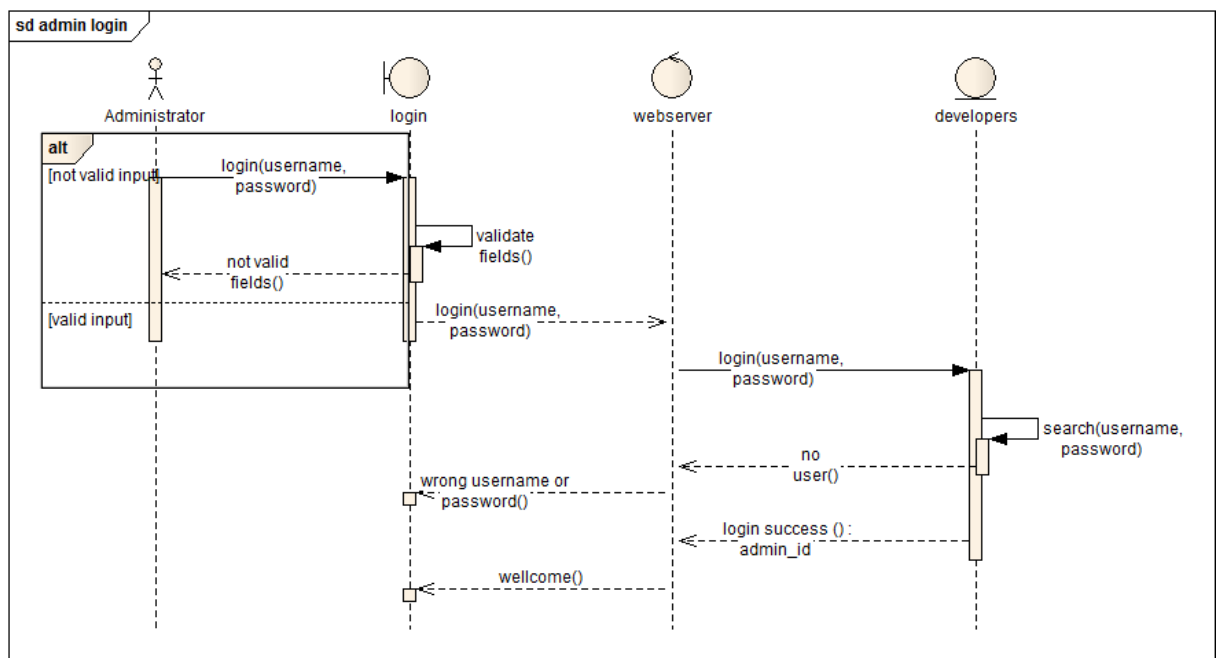 sd admin login
Administrator
login
webserver
developers
alt
[not valid input]
login(username,
password)
validate
fields()
not valid
fields()
[valid input]
login(username,
password)
login(username,
password)
search(username,
password)
no
user()
wrong username or
password()
login success () :
admin_id
wellcome()